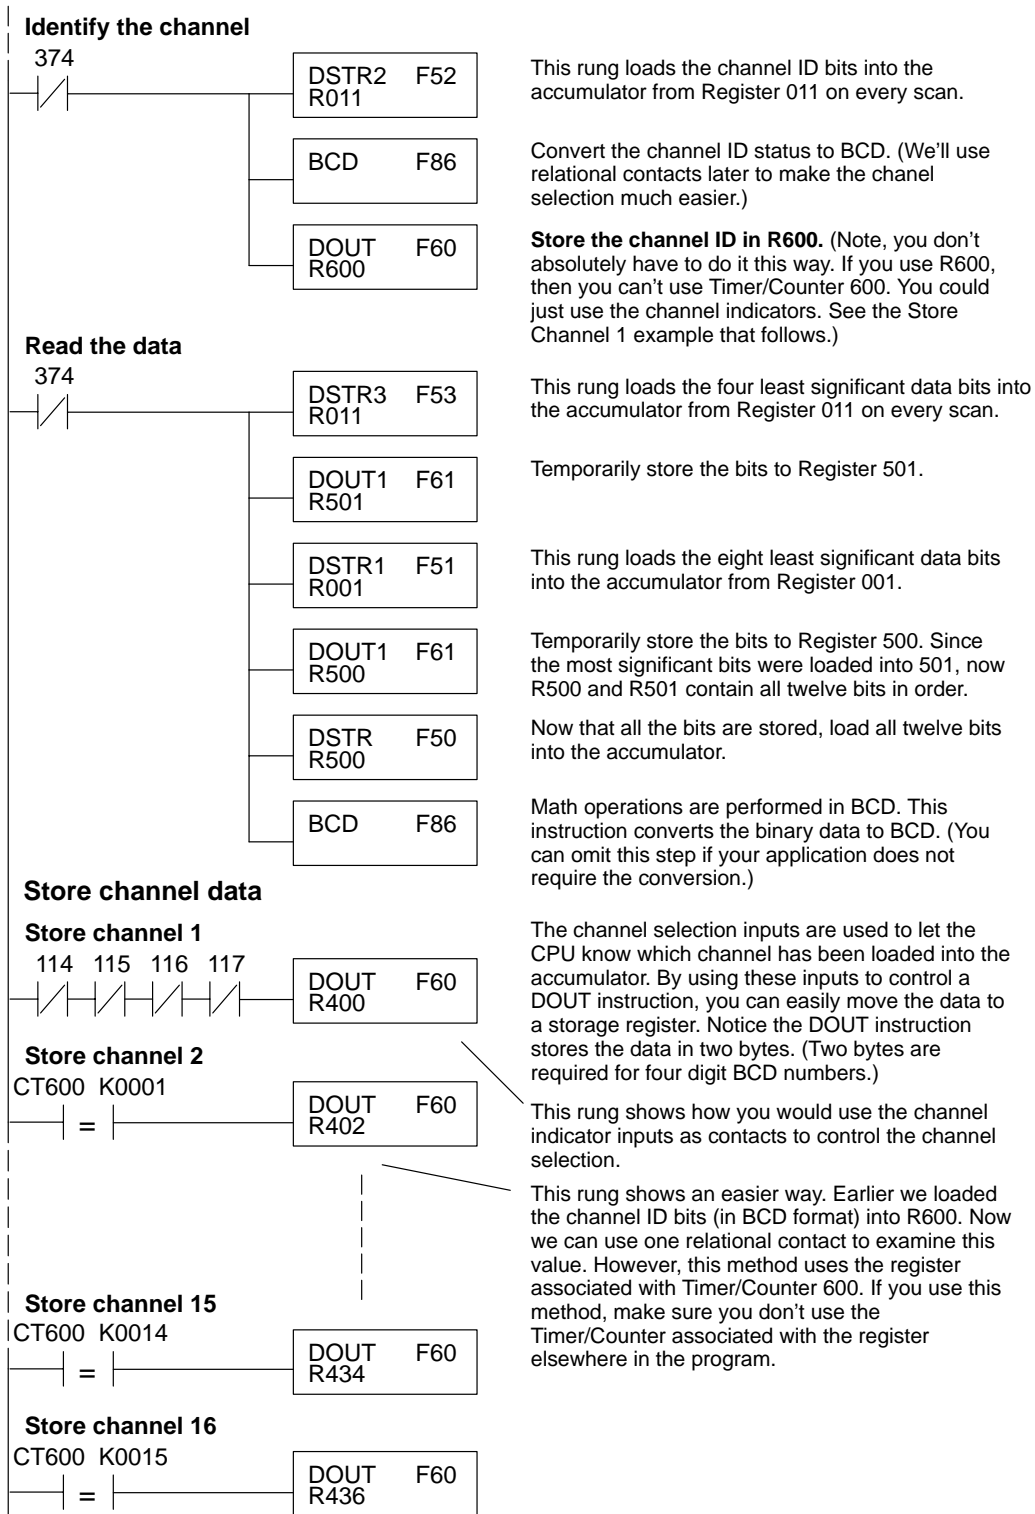 Identify the channel
374
DSTR2 F52
R011
This rung loads the channel ID bits into the
accumulator from Register 011 on every scan.
BCD F86
Convert the channel ID status to BCD. (We'll use
relational contacts later to make the chanel
selection much easier.)
DOUT F60
R600
Store the channel ID in R600. (Note, you don't
absolutely have to do it this way. If you use R600,
then you can't use Timer/Counter 600. You could
just use the channel indicators. See the Store
Channel 1 example that follows.)
Read the data
374
DSTR3 F53
R011
This rung loads the four least significant data bits into
the accumulator from Register 011 on every scan.
DOUT1 F61
R501
Temporarily store the bits to Register 501.
DSTR1 F51
R001
This rung loads the eight least significant data bits
into the accumulator from Register 001.
DOUT1 F61
R500
Temporarily store the bits to Register 500. Since
the most significant bits were loaded into 501, now
R500 and R501 contain all twelve bits in order.
DSTR F50
R500
Now that all the bits are stored, load all twelve bits
into the accumulator.
BCD F86
Math operations are performed in BCD. This
instruction converts the binary data to BCD. (You
can omit this step if your application does not
require the conversion.)
Store channel data
Store channel 1
114 115 116 117
DOUT F60
R400
The channel selection inputs are used to let the
CPU know which channel has been loaded into the
accumulator. By using these inputs to control a
DOUT instruction, you can easily move the data to
a storage register. Notice the DOUT instruction
stores the data in two bytes. (Two bytes are
required for four digit BCD numbers.)
Store channel 2
CT600 K0001
=
DOUT F60
R402
This rung shows how you would use the channel
indicator inputs as contacts to control the channel
selection.
This rung shows an easier way. Earlier we loaded
the channel ID bits (in BCD format) into R600. Now
we can use one relational contact to examine this
value. However, this method uses the register
associated with Timer/Counter 600. If you use this
method, make sure you don't use the
Timer/Counter associated with the register
elsewhere in the program.
Store channel 15
CT600 K0014
=
DOUT F60
R434
Store channel 16
CT600 K0015
=
DOUT F60
R436